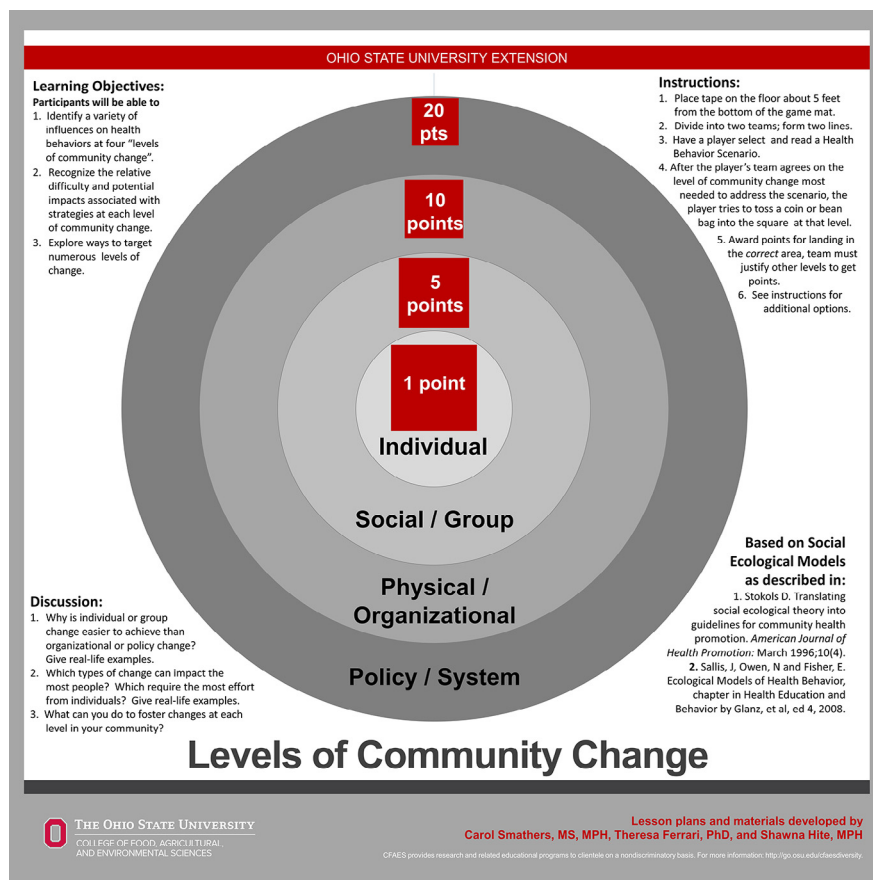 OHIO STATE UNIVERSITY EXTENSION
Learning Objectives:
Participants will be able to
1. Identify a variety of
influences on health
behaviors at four “levels
of community change”.
2. Recognize the relative
difficulty and potential
impacts associated with
strategies at each level
of community change.
3. Explore ways to target
numerous levels of
change.
Instructions:
1. Place tape on the floor about 5 feet
from the bottom of the game mat.
2. Divide into two teams; form two lines.
3. Have a player select and read a Health
Behavior Scenario.
4. After the player’s team agrees on the
level of community change most
needed to address the scenario, the
player tries to toss a coin or bean
bag into the square at that level.
5. Award points for landing in
the correct area, team must
justify other levels to get
points.
6. See instructions for
additional options.
20
pts
10
points
5
points
1 point
Individual
Social / Group
Physical /
Organizational
Policy / System
Discussion:
1. Why is individual or group
change easier to achieve than
organizational or policy change?
Give real-life examples.
2. Which types of change can impact the
most people? Which require the most effort
from individuals? Give real-life examples.
3. What can you do to foster changes at each
level in your community?
Based on Social
Ecological Models
as described in:
1. Stokols D. Translating
social ecological theory into
guidelines for community health
promotion. American Journal of
Health Promotion: March 1996;10(4).
2. Sallis, J, Owen, N and Fisher, E.
Ecological Models of Health Behavior,
chapter in Health Education and
Behavior by Glanz, et al, ed 4, 2008.
Levels of Community Change
THE OHIO STATE UNIVERSITY
COLLEGE OF FOOD, AGRICULTURAL,
AND ENVIRONMENTAL SCIENCES
Lesson plans and materials developed by
Carol Smathers, MS, MPH, Theresa Ferrari, PhD, and Shawna Hite, MPH
CFAES provides research and related educational programs to clientele on a nondiscriminatory basis. For more information: http://go.osu.edu/cfaesdiversity.